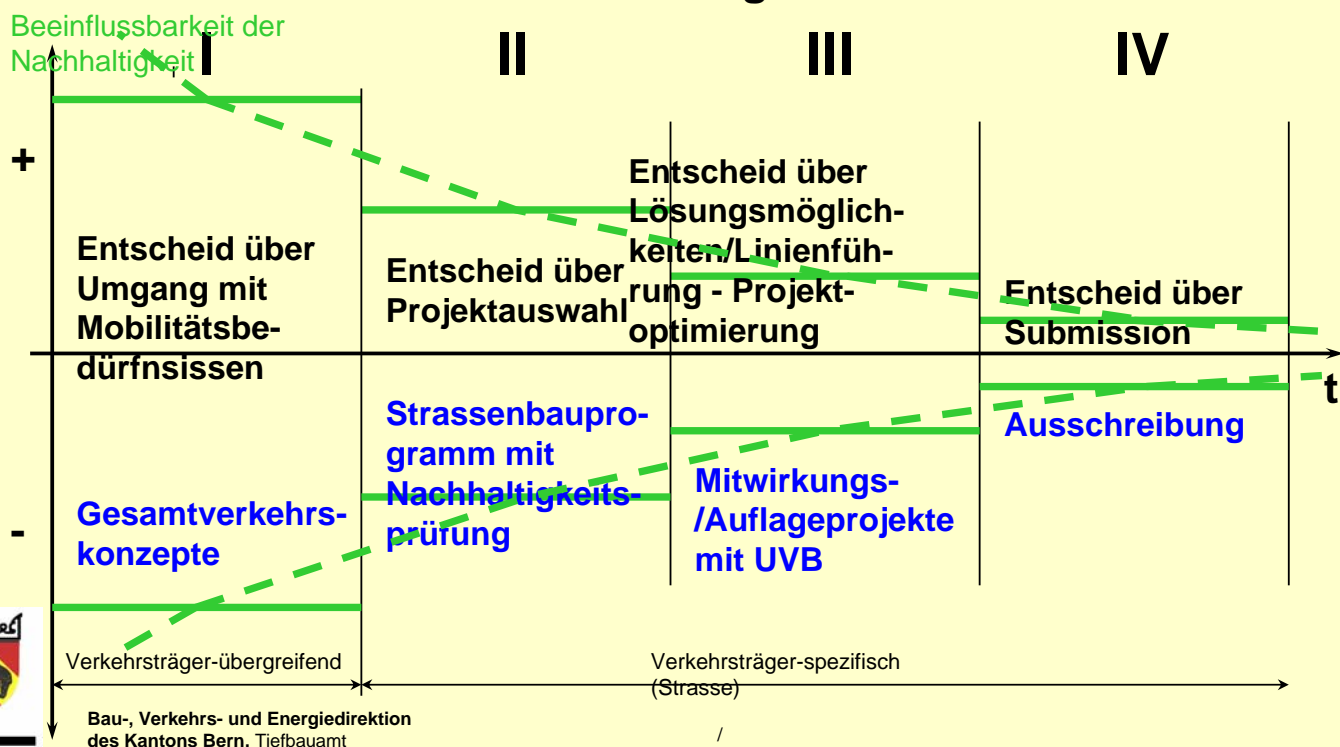 Beeinflussbarkeit der
Nachhaltigkeit
I
II
III
IV
+
Entscheid über
Umgang mit
Mobilitätsbe-
dürfnsissen
Entscheid über
Projektauswahl
Entscheid über
Lösungsmöglich-
keiten/Linienfüh-
rung - Projekt-
optimierung
Entscheid über
Submission
t
-
Gesamtverkehrs-
konzepte
Strassenbaupro-
gramm mit
Nachhaltigkeits-
prüfung
Mitwirkungs-
/Auflageprojekte
mit UVB
Ausschreibung
Verkehrsträger-übergreifend
Verkehrsträger-spezifisch
(Strasse)
Bau-, Verkehrs- und Energiedirektion
des Kantons Bern, Tiefbauamt
/